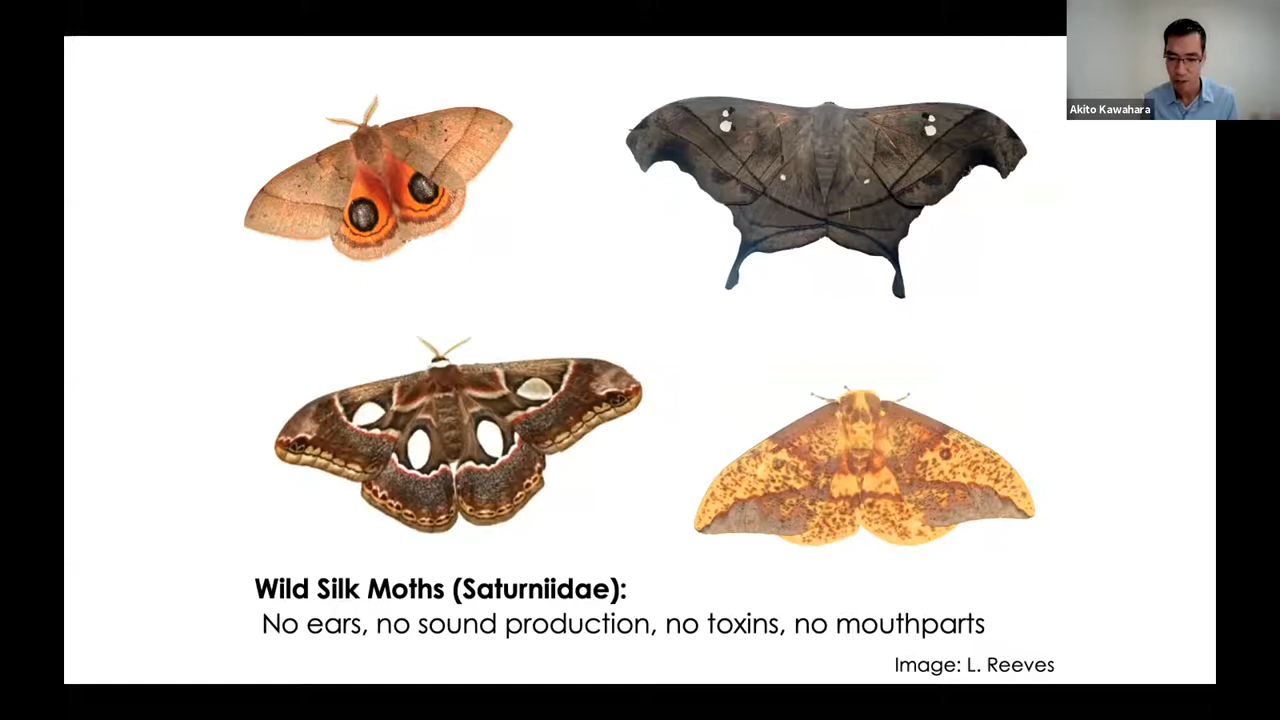 Akito Kawahara
Wild Silk Moths (Saturniidae):
No ears, no sound production, no toxins, no mouthparts
Image: L. Reeves